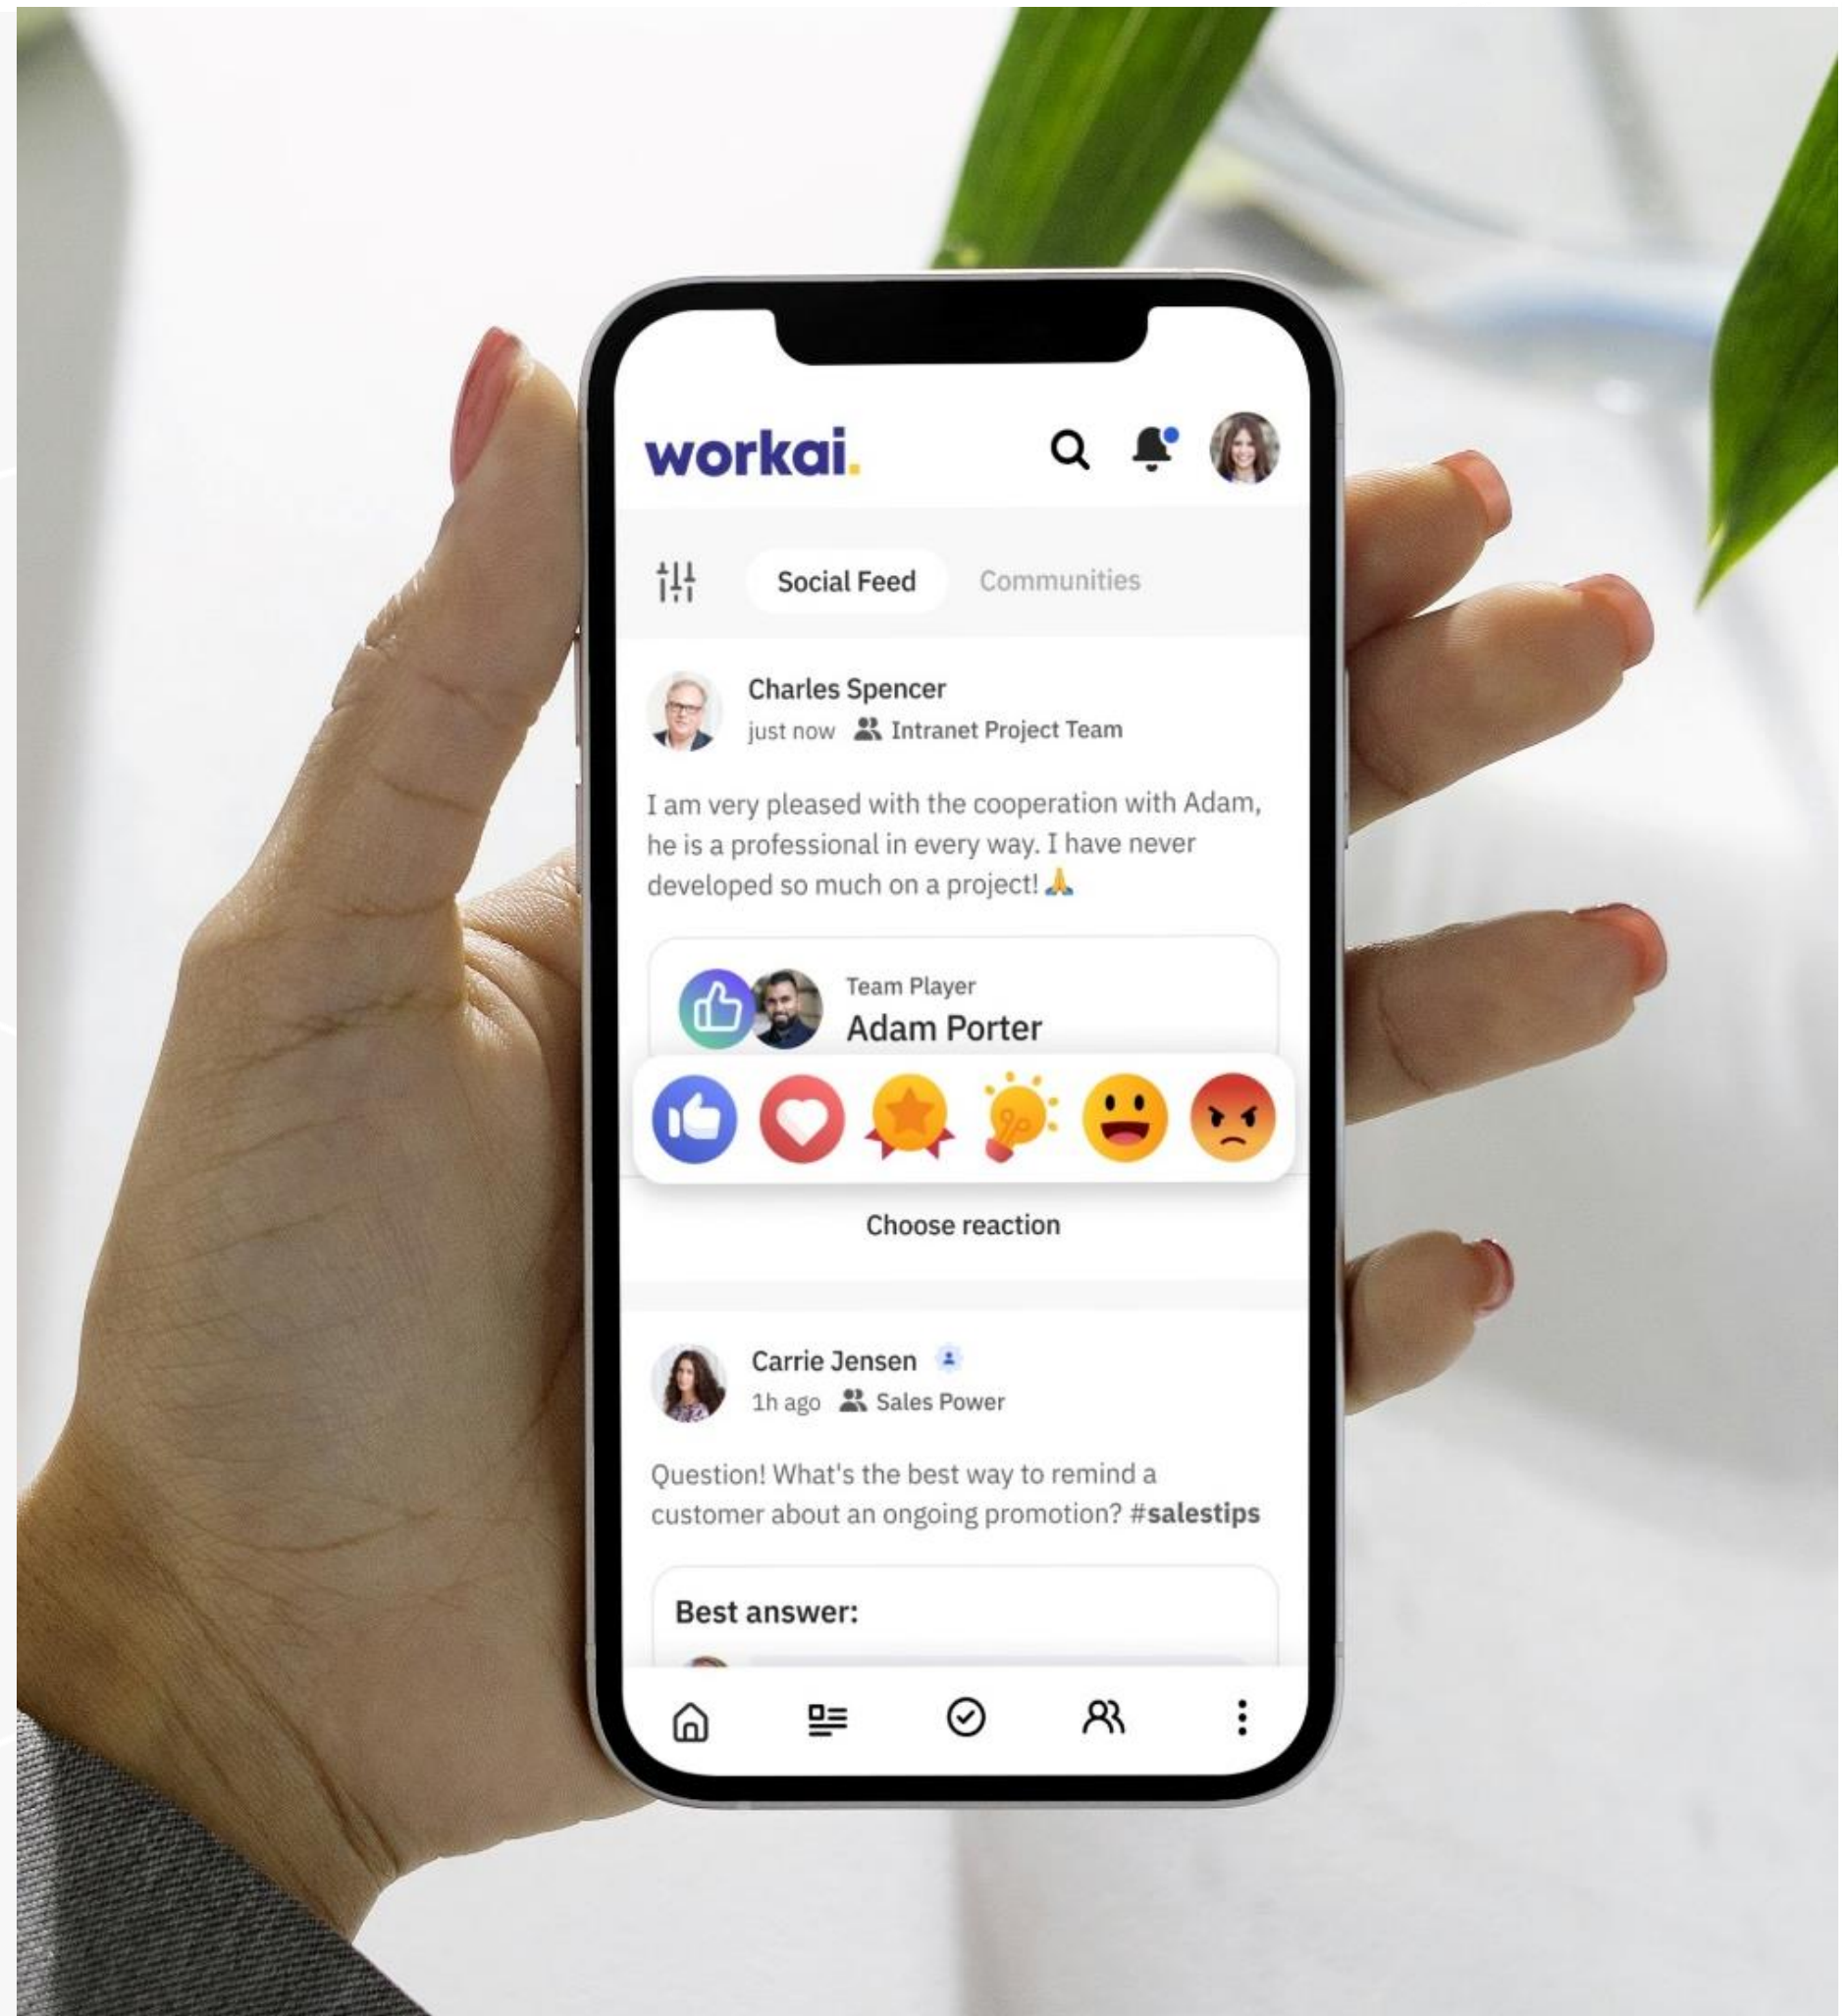 workai.
Social Feed
Communities
Charles Spencer
just now Intranet Project Team
I am very pleased with the cooperation with Adam,
he is a professional in every way. I have never
developed so much on a project! 🙏
Team Player
Adam Porter
Choose reaction
Carrie Jensen
1h ago Sales Power
Question! What's the best way to remind a
customer about an ongoing promotion? #salestips
Best answer: